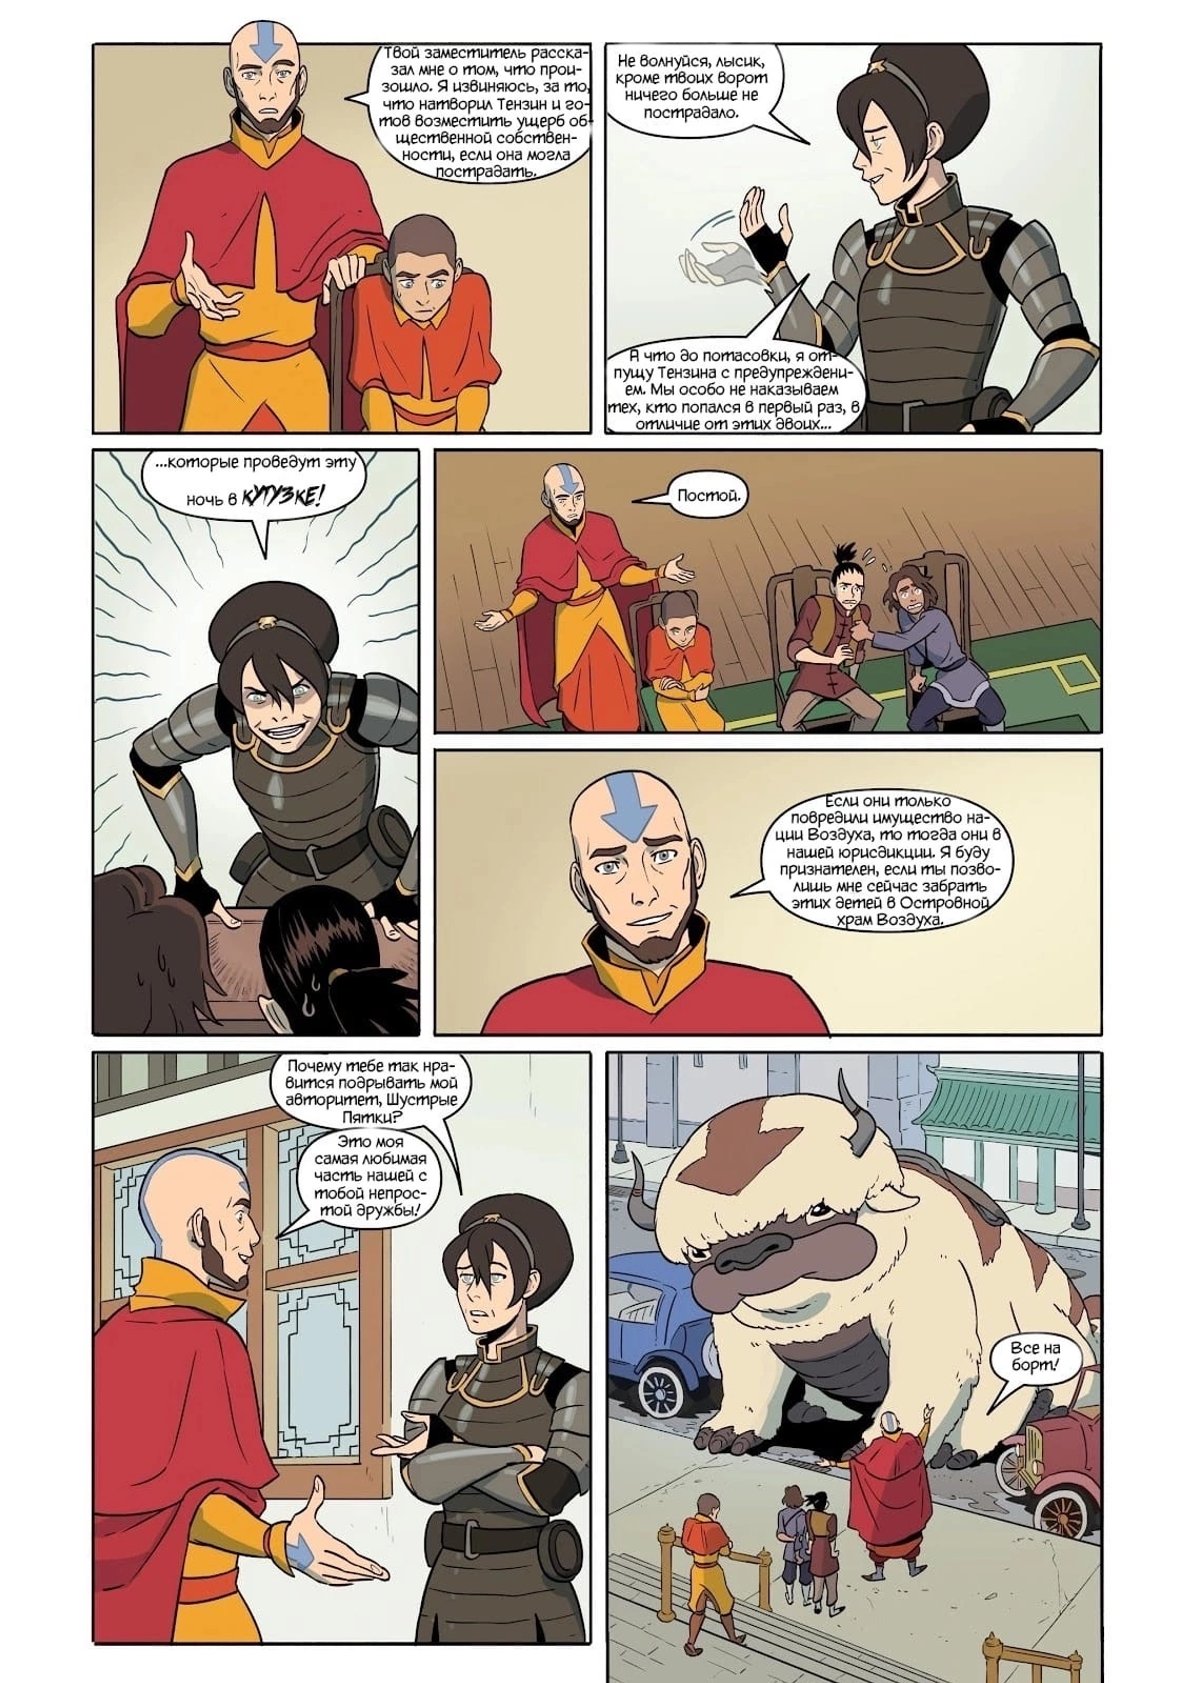 Твой заместитель расска-
зал мне о том, что прои-
зошло. Я извиняюсь, за то,
что натворил Тензин и го-
тов возместить ущерб об-
щественной собствен-
ности, если она могла
пострадать.
Не волнуйся, лысик,
кроме твоих ворот
ничего больше не
пострадало.
А что до потасовки, я от-
пущу Тензина с предупреждени-
ем. Мы особо не наказываем
тех, кто попался в первый раз, в
отличие от этих двоих...
...которые проведут эту
ночь в КУТУЗКЕ!
Постой.
Если они только
повредили имущество на-
ции Воздуха, то тогда они в
нашей юрисдикции. Я буду
признателен, если ты позво-
лишь мне сейчас забрать
этих детей в Островной
храм Воздуха.
Почему тебе так нра-
вится подрывать мой
авторитет, Шустрые
Пятки?
Это моя
самая любимая
часть нашей с
тобой непрос-
той дружбы!
Все на
борт!